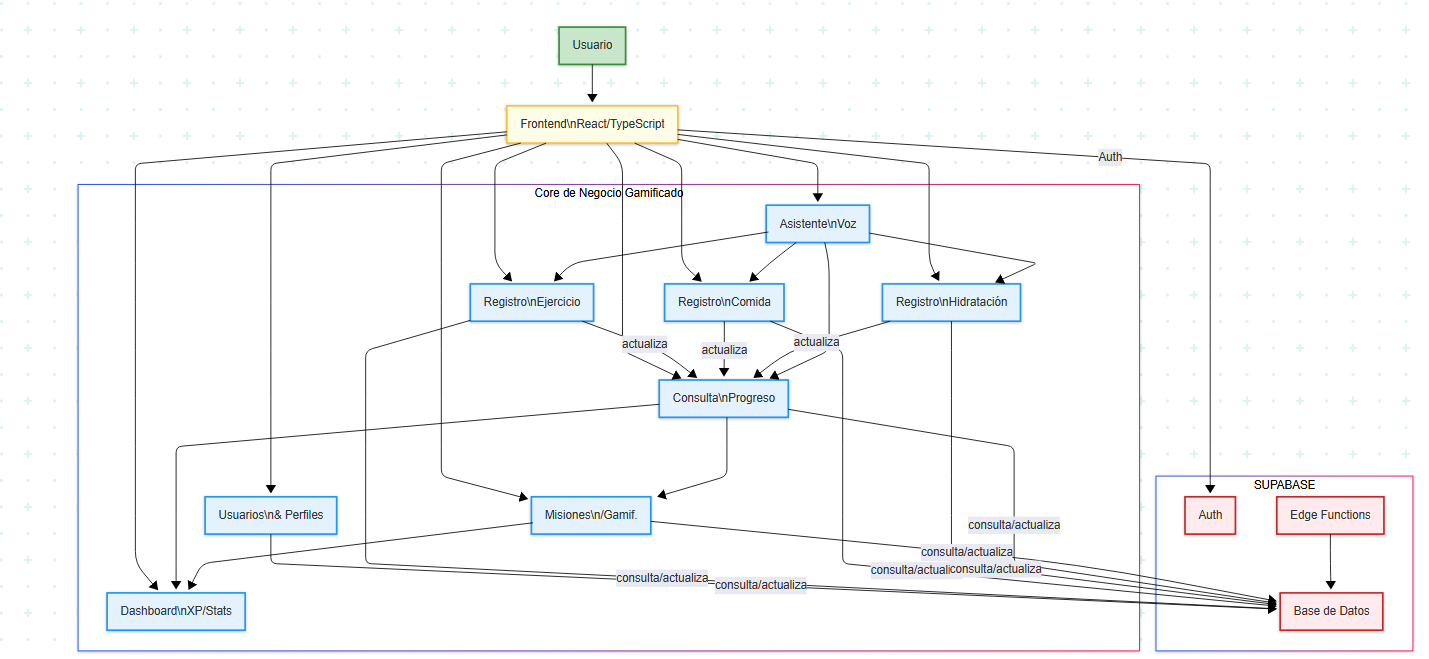 Usuario
Frontend\nReact/TypeScript
Auth
Core de Negocio Gamificado
Asistente\nVoz
Registro\nEjercicio
Registro\nComida
Registro\nHidratación
actualiza
actualiza
actualiza
Consulta\nProgreso
SUPABASE
Usuarios\n& Perfiles
Misiones\n/Gamif.
Auth
Edge Functions
consulta/actualiza
consulta/actualiza
consulta/actualiza
consulta/actualiza
consulta/actualiza
consulta/actualiza
Dashboard\nXP/Stats
Base de Datos